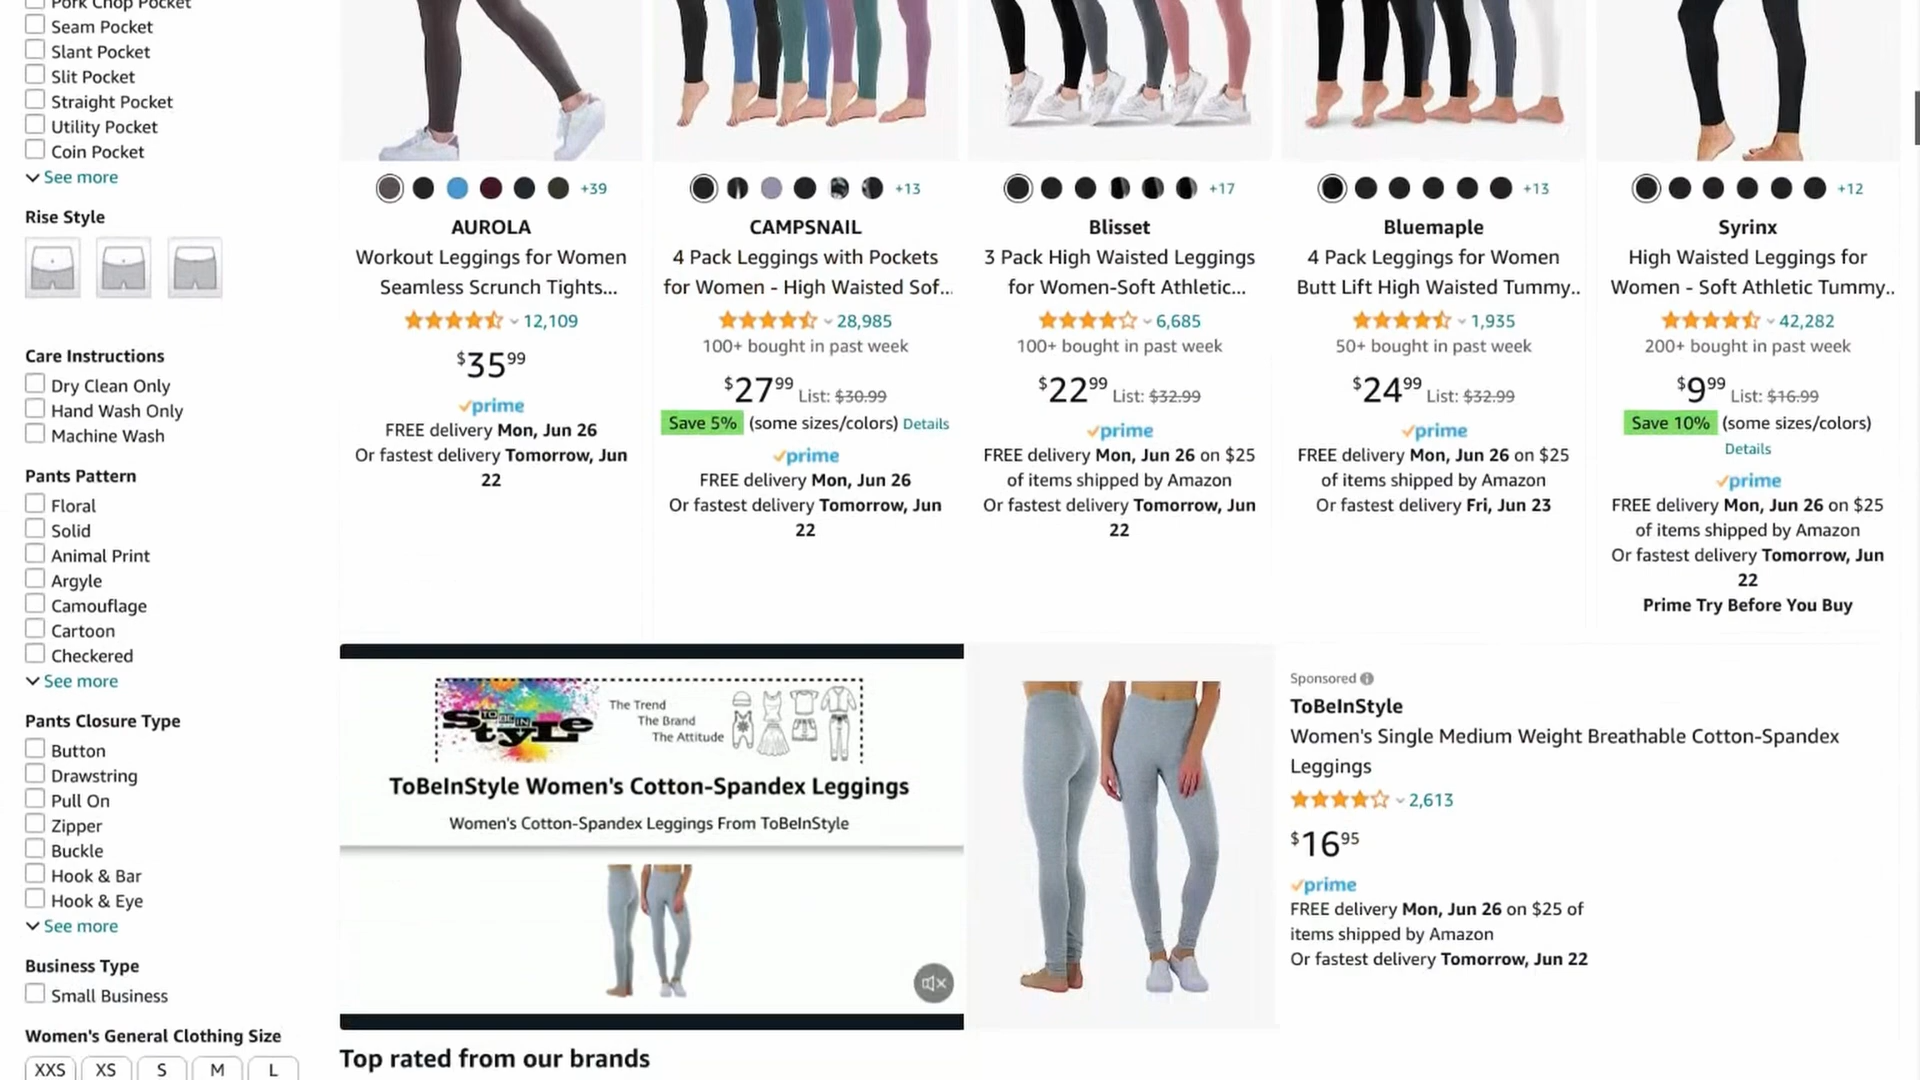 Pork Chop Pocket
Seam Pocket
Slant Pocket
Slit Pocket
Straight Pocket
Utility Pocket
Coin Pocket
See more
Rise Style
Care Instructions
Dry Clean Only
Hand Wash Only
Machine Wash
Pants Pattern
Floral
Solid
Animal Print
Argyle
Camouflage
Cartoon
Checkered
See more
Pants Closure Type
Button
Drawstring
Pull On
Zipper
Buckle
Hook & Bar
Hook & Eye
See more
Business Type
Small Business
Women's General Clothing Size
XXS XS S M L
+39
AUROLA
Workout Leggings for Women
Seamless Scrunch Tights...
12,109
$3599
prime
FREE delivery Mon, Jun 26
Or fastest delivery Tomorrow, Jun
22
+13
CAMPSNAIL
4 Pack Leggings with Pockets
for Women - High Waisted Sof...
28,985
100+ bought in past week
$2799 List: $30.99
Save 5% (some sizes/colors) Details
prime
FREE delivery Mon, Jun 26
Or fastest delivery Tomorrow, Jun
22
+17
Blisset
3 Pack High Waisted Leggings
for Women-Soft Athletic...
6,685
100+ bought in past week
$2299 List: $32.99
prime
FREE delivery Mon, Jun 26 on $25
of items shipped by Amazon
Or fastest delivery Tomorrow, Jun
22
+13
Bluemaple
4 Pack Leggings for Women
Butt Lift High Waisted Tummy..
1,935
50+ bought in past week
$2499 List: $32.99
prime
FREE delivery Mon, Jun 26 on $25
of items shipped by Amazon
Or fastest delivery Fri, Jun 23
+12
Syrinx
High Waisted Leggings for
Women - Soft Athletic Tummy..
42,282
200+ bought in past week
$999 List: $16.99
Save 10% (some sizes/colors)
Details
prime
FREE delivery Mon, Jun 26 on $25
of items shipped by Amazon
Or fastest delivery Tomorrow, Jun
22
Prime Try Before You Buy
TO BE IN
StyLe
The Trend
The Brand
The Attitude
ToBeInStyle Women's Cotton-Spandex Leggings
Women's Cotton-Spandex Leggings From ToBeInStyle
Sponsored
ToBeInStyle
Women's Single Medium Weight Breathable Cotton-Spandex
Leggings
2,613
$1695
prime
FREE delivery Mon, Jun 26 on $25 of
items shipped by Amazon
Or fastest delivery Tomorrow, Jun 22
Top rated from our brands